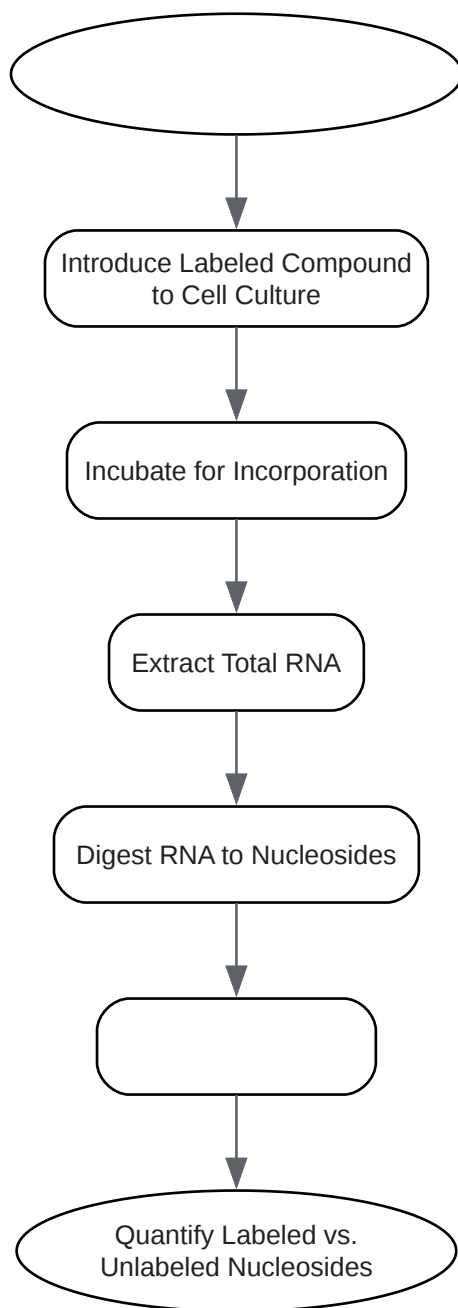 Introduce Labeled Compound
to Cell Culture
Incubate for Incorporation
Extract Total RNA
Digest RNA to Nucleosides
Quantify Labeled vs.
Unlabeled Nucleosides